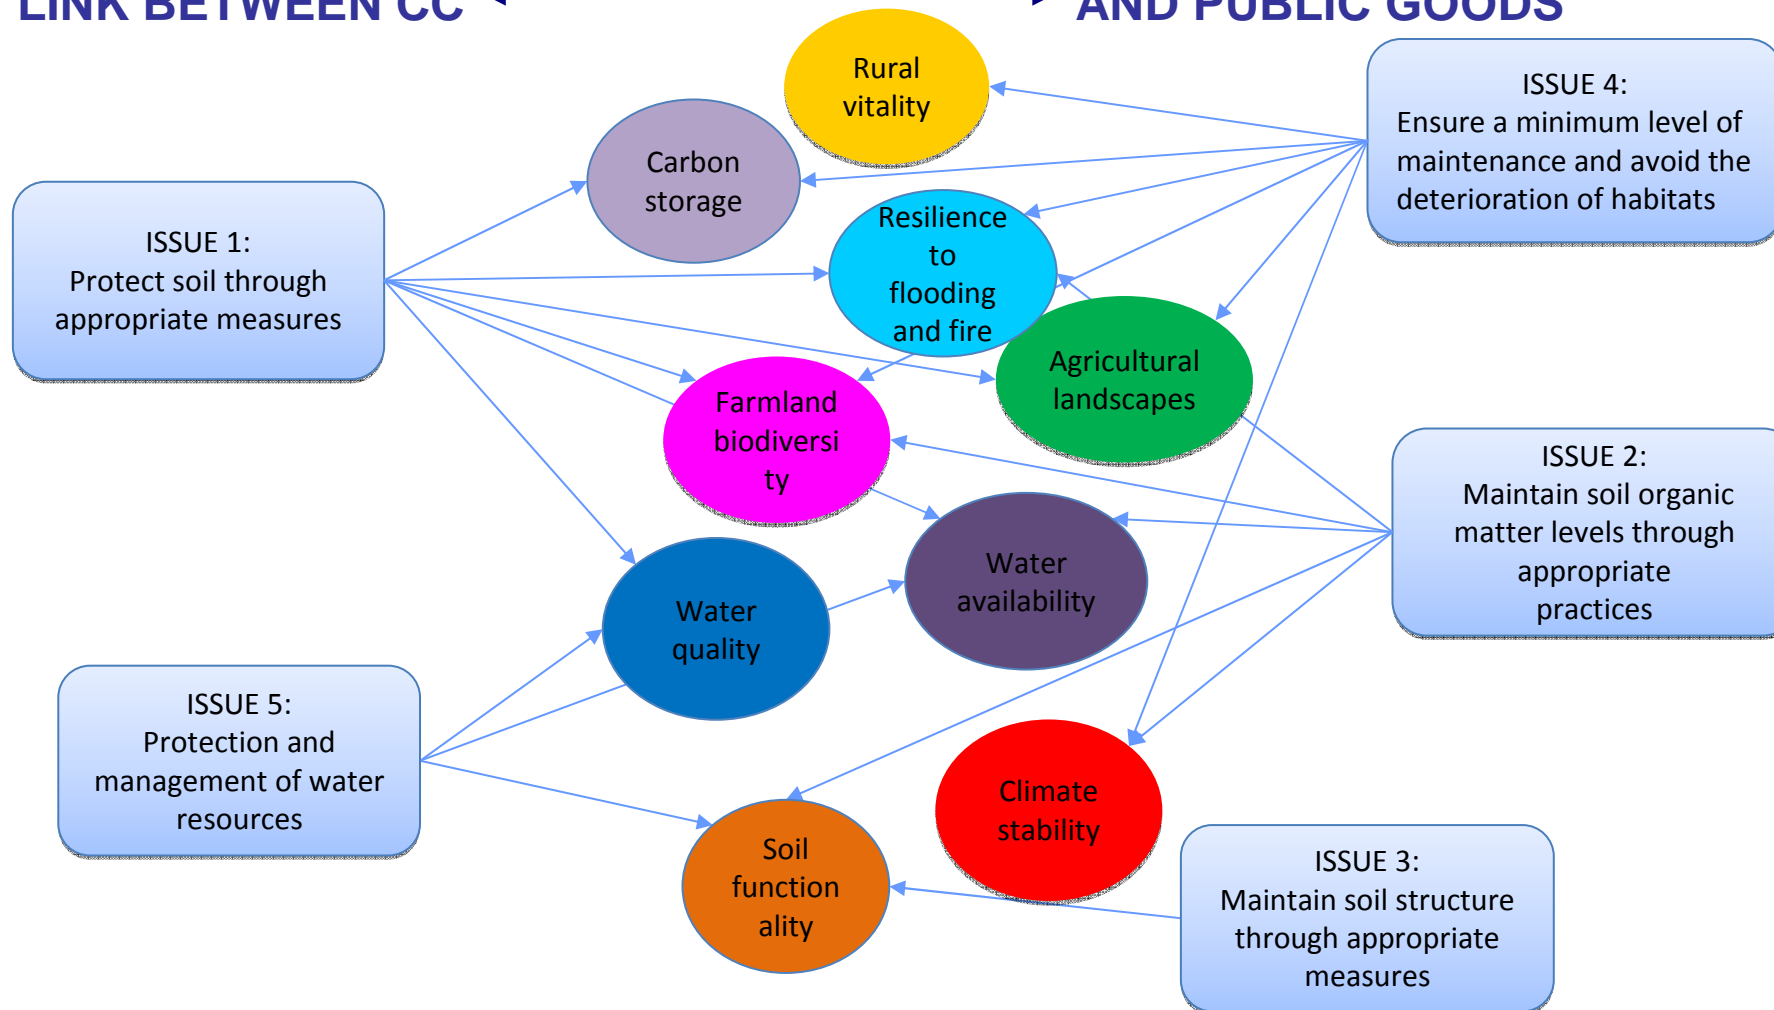 LINK BETWEEN CC
AND PUBLIC GOODS
Rural
vitality
Carbon
storage
ISSUE 4:
Ensure a minimum level of
maintenance and avoid the
deterioration of habitats
ISSUE 1:
Protect soil through
appropriate measures
Resilience
to
flooding
and fire
Agricultural
landscapes
Farmland
biodiversi
ty
ISSUE 2:
Maintain soil organic
matter levels through
appropriate
practices
Water
availability
Water
quality
ISSUE 5:
Protection and
management of water
resources
Climate
stability
Soil
function
ality
ISSUE 3:
Maintain soil structure
through appropriate
measures